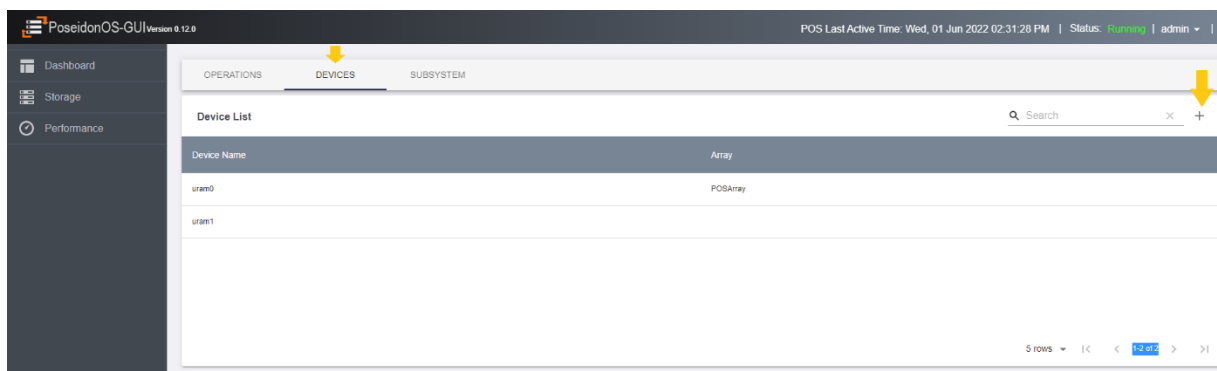 PoseidonOS-GUI Version 0.12.0 POS Last Active Time: Wed, 01 Jun 2022 02:31:28 PM | Status: Running | admin |
Dashboard
Storage
Performance
OPERATIONS DEVICES SUBSYSTEM
Device List Search
Device Name Array
uram0 POSArray
uram1
5 rows 1-2 of 2